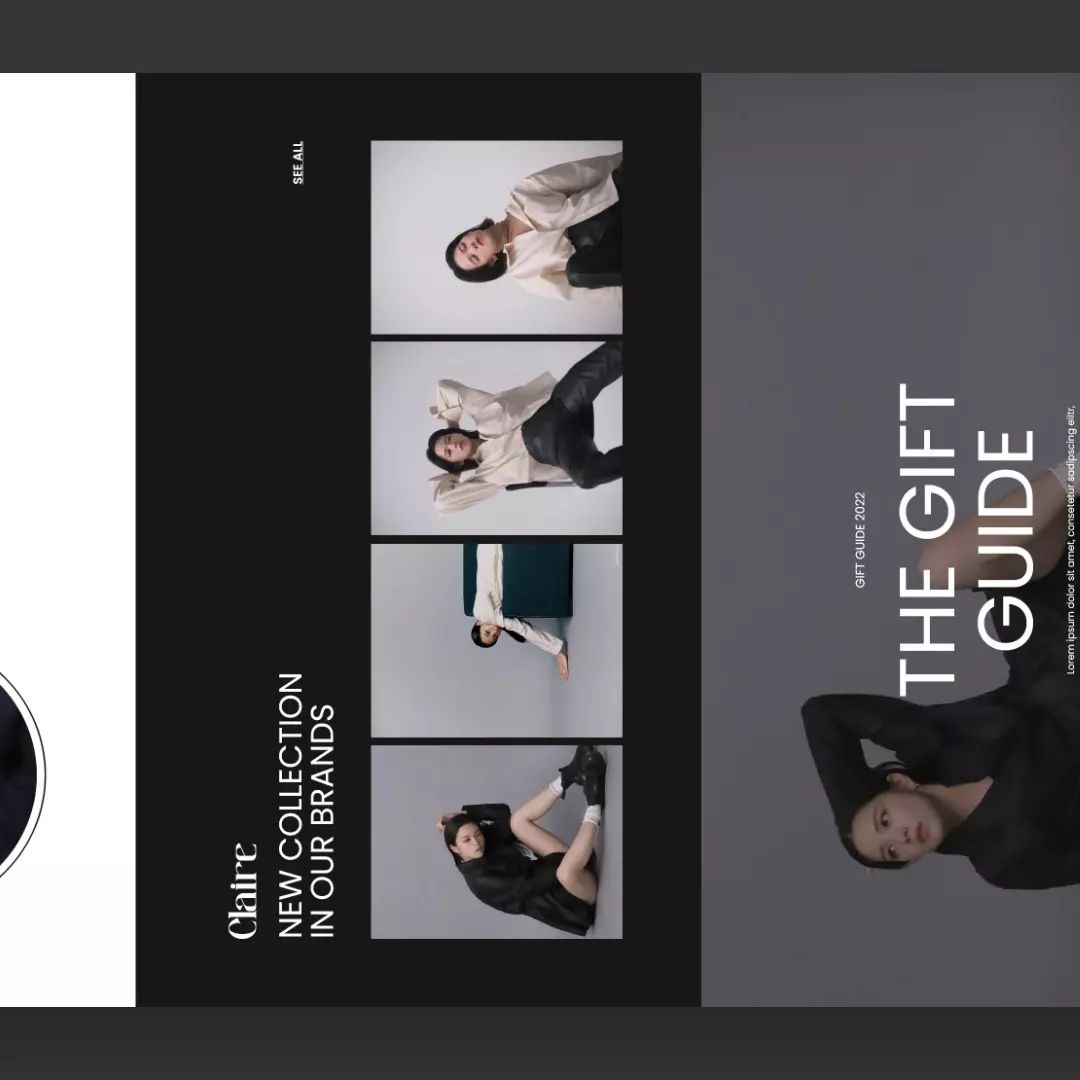 Claire
NEW COLLECTION
IN OUR BRANDS
SEE ALL
GIFT GUIDE 2022
THE GIFT
GUIDE
Lorem ipsum dolor sit amet, consetetur sadipscing elitr,